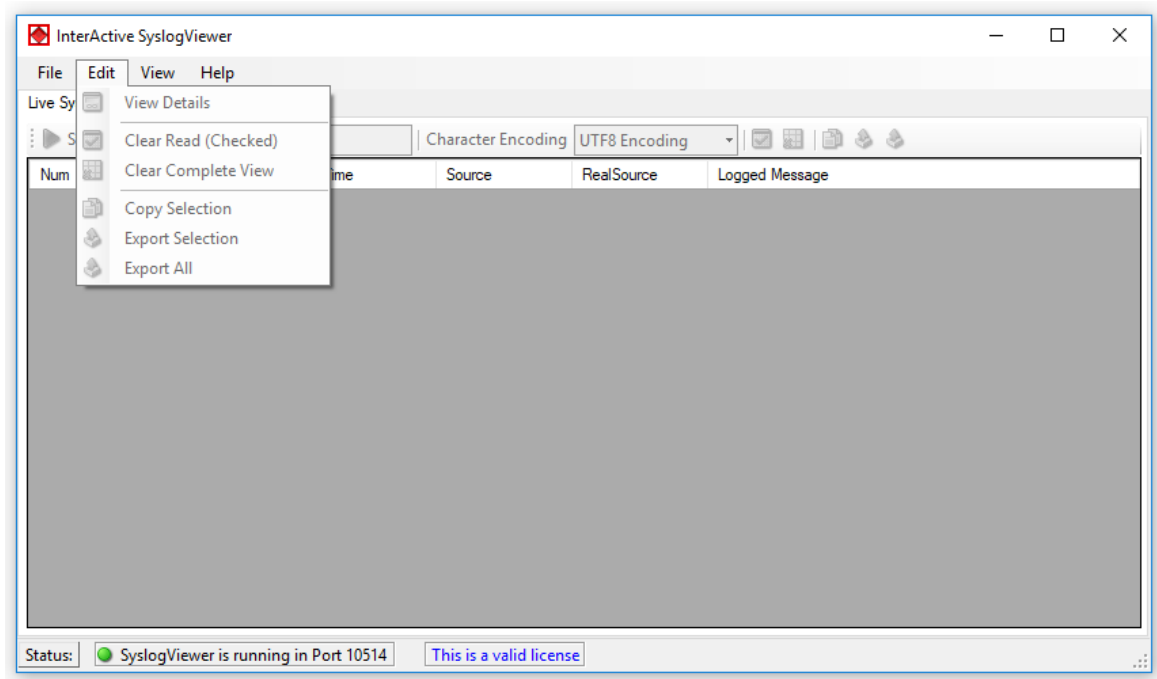 InterActive SyslogViewer
File Edit View Help
Live Sy
View Details
S Character Encoding UTF8 Encoding
Clear Read (Checked)
Clear Complete View
Num ime Source RealSource Logged Message
Copy Selection
Export Selection
Export All
Status: SyslogViewer is running in Port 10514 This is a valid license